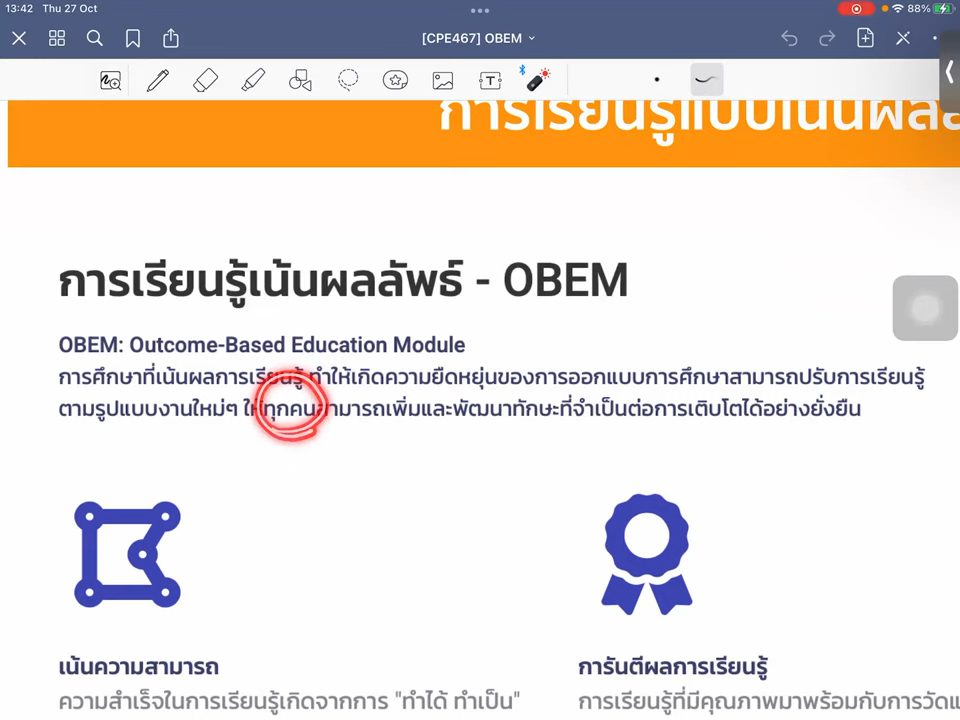 13:42 Thu 27 Oct
88%
[CPE467] OBEM
T
การเรียนรู้แบบเน้น
การเรียนรู้เน้นผลลัพธ์ - OBEM
OBEM: Outcome-Based Education Module
การศึกษาที่เน้นผลการเรียนรู้ ทำให้เกิดความยืดหยุ่นของการออกแบบการศึกษาสามารถปรับการเรียนรู้
ตามรูปแบบงานใหม่ๆ ให้ทุกคนสามารถเพิ่มและพัฒนาทักษะที่จำเป็นต่อการเติบโตได้อย่างยั่งยืน
เน้นความสามารถ
ความสำเร็จในการเรียนรู้เกิดจากการ "ทำได้ ทำเป็น"
การันตีผลการเรียนรู้
การเรียนรู้ที่มีคุณภาพมาพร้อมกับการวัด